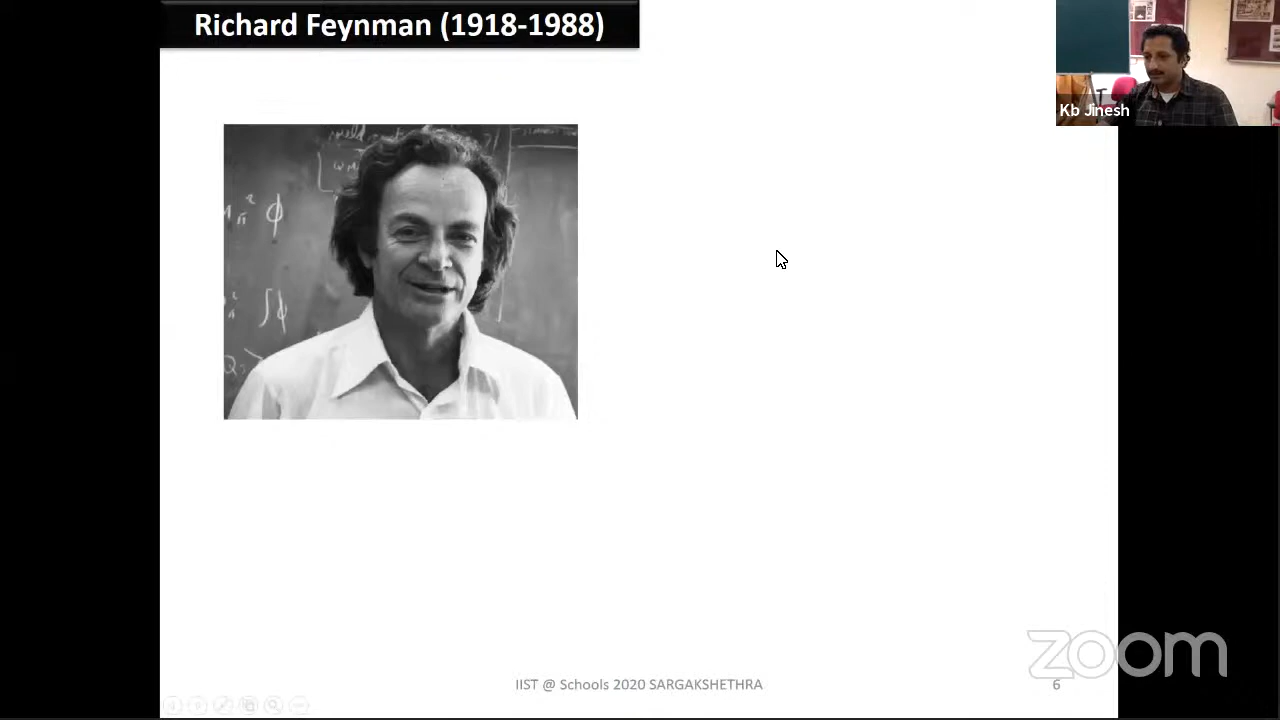 Richard Feynman (1918-1988)
Kb Jinesh
φ
∫φ
IIST @ Schools 2020 SARGAKSHETHRA
6
zoom